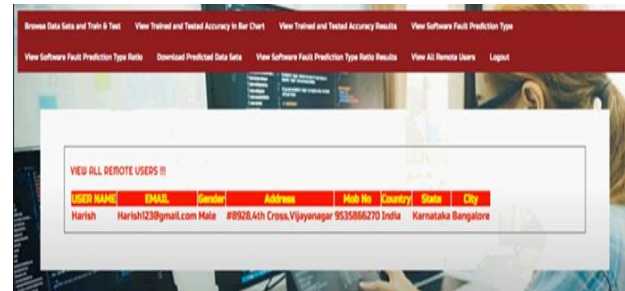 Browse Data Sets and Train & Test View Trained and Tested Accuracy in Bar Chart View Trained and Tested Accuracy Results View Software Fault Prediction Type
View Software Fault Prediction Type Ratio Download Predicted Data Sets View Software Fault Prediction Type Ratio Results View All Remote Users Logout
VIEW ALL REMOTE USERS !!!
USER NAME EMAIL Gender Address Mob No Country State City
Harish Harish123@gmail.com Male #8928,4th Cross,Vijayanagar 9535866270 India Karnataka Bangalore